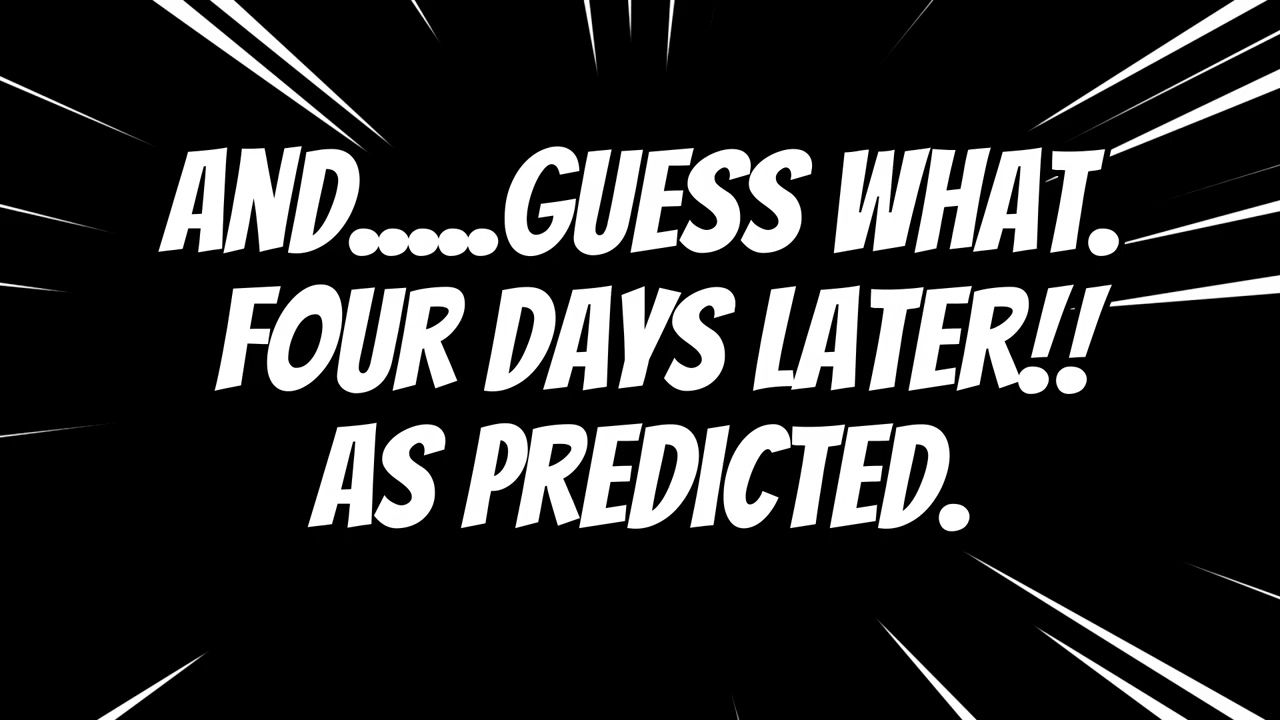 AND.....GUESS WHAT.
FOUR DAYS LATER!!
AS PREDICTED.